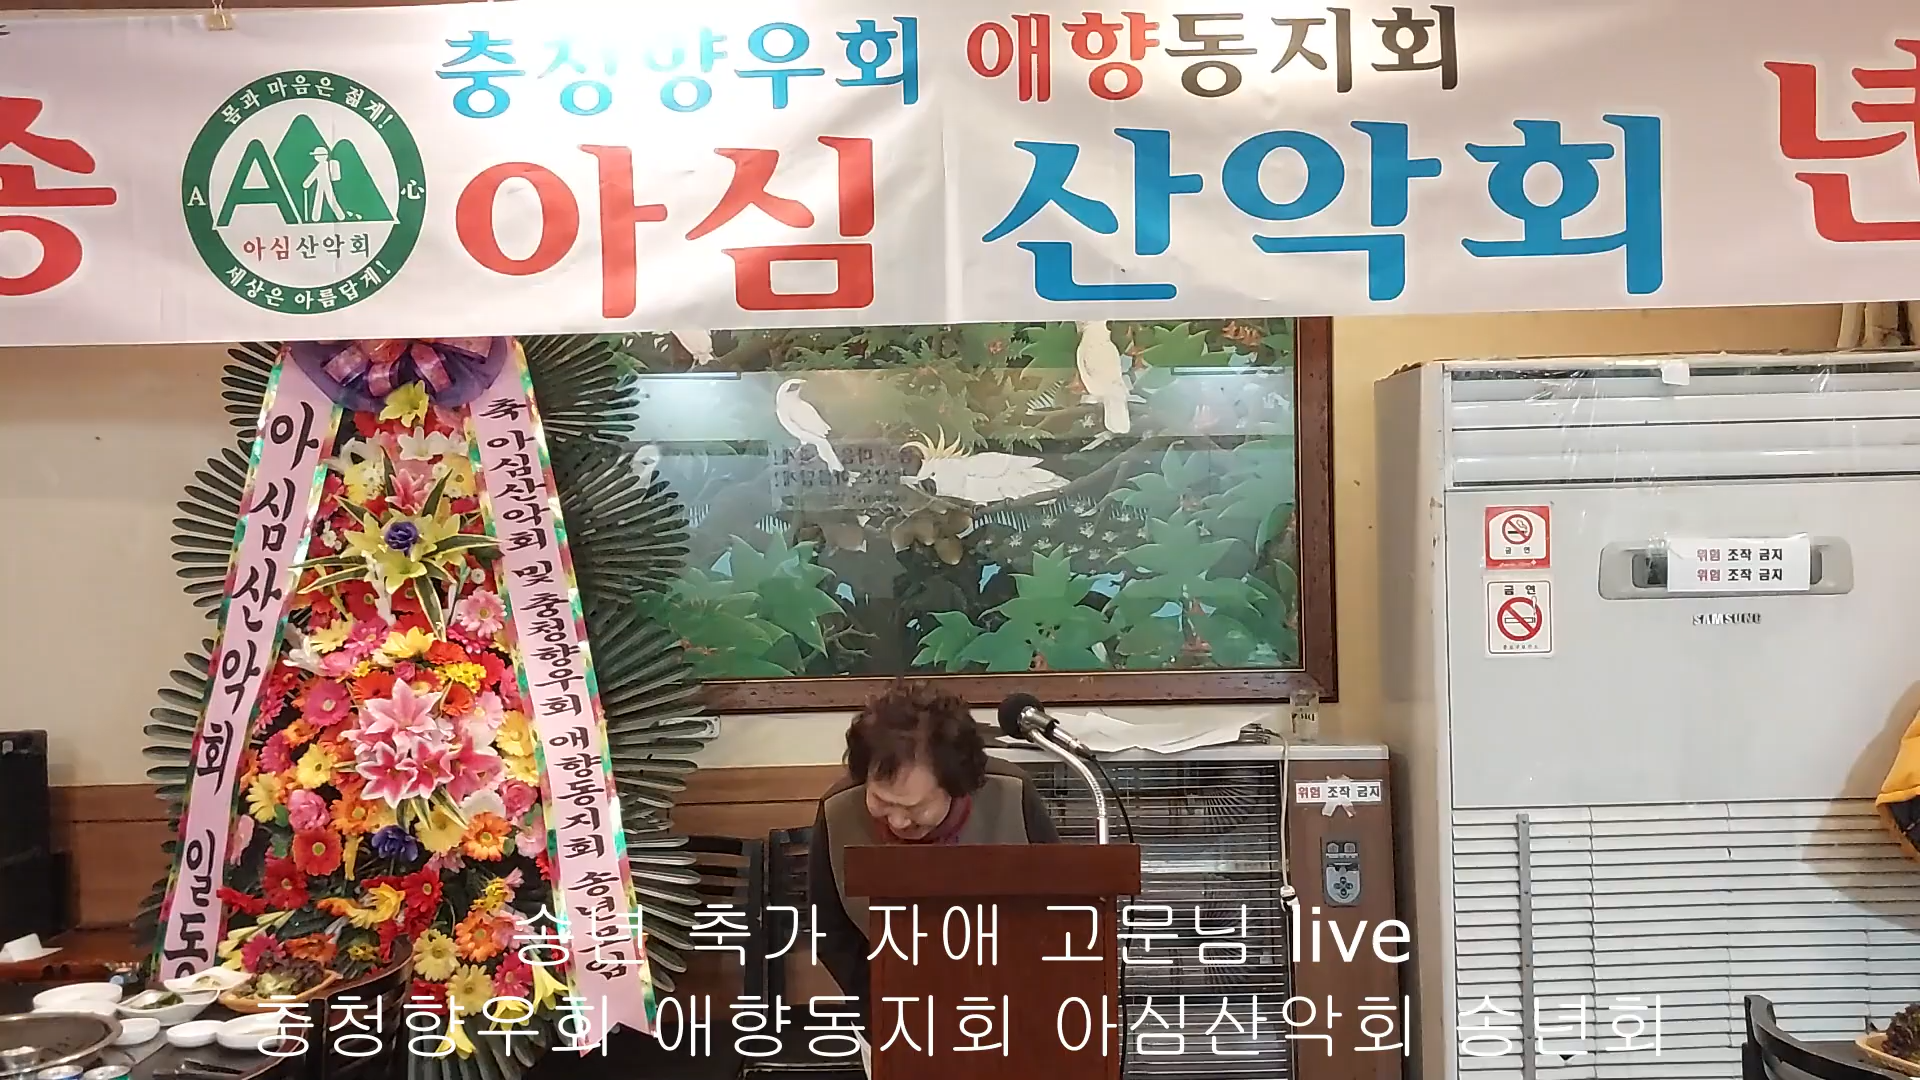 충청향우회 애향동지회
송 아심 산악회 년
몸과 마음은 젊게!
A 心
A
아심산악회
세상은 아름답게!
아심산악회 일동
축 아심산악회 및 충청향우회 애향동지회 송년모임
금 연
금 연
위험 조작 금지
위험 조작 금지
SAMSUNG
위험 조작 금지
송년 축가 자애 고문님 live
충청향우회 애향동지회 아심산악회 송년회